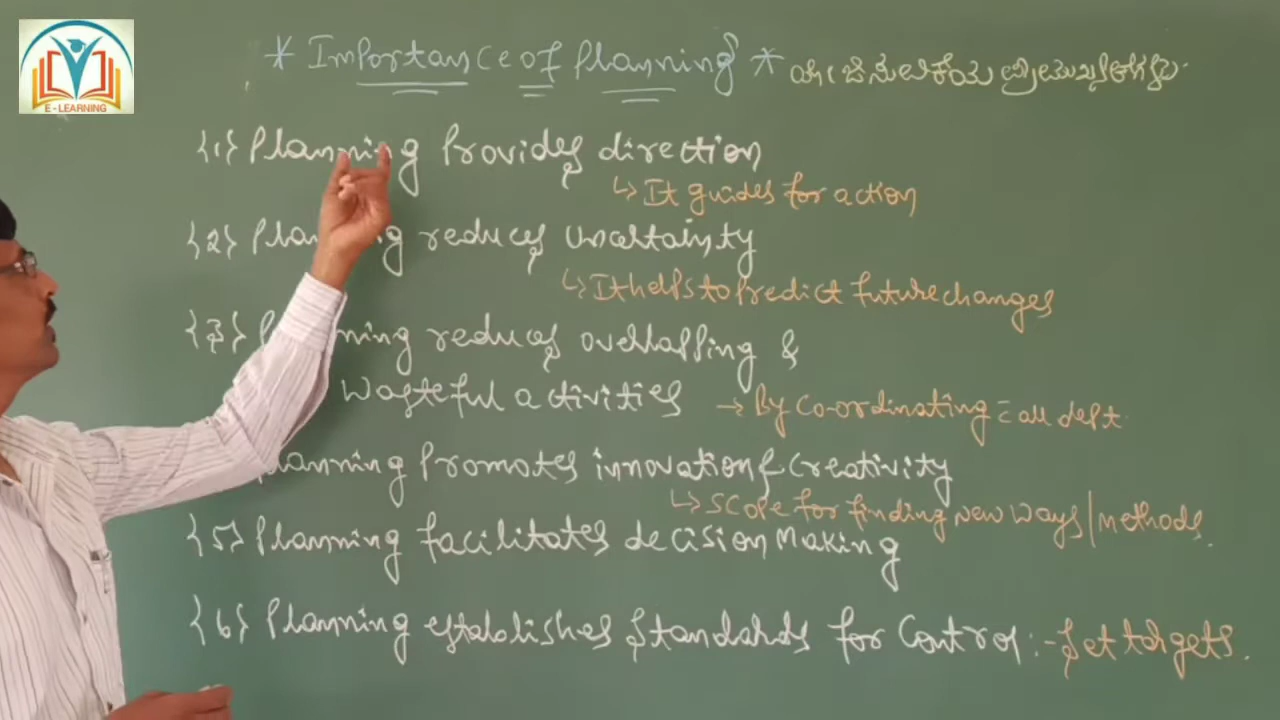 E-LEARNING
* Importance of Planning * ಯೋಜನೆಯ ಪ್ರಾಮುಖ್ಯತೆಗಳು
{1} Planning Provides direction
↳ It guides for action
{2} Planning reduces Uncertainty
↳ It helps to Predict future changes
{3} Planning reduces overlapping &
Wasteful activities → By Co-ordinating = all dept
Planning Promotes innovation & Creativity
↳ Scope for finding New ways/methods.
{5} Planning facilitates decision Making
{6} Planning establishes Standards for Control :- Set targets.